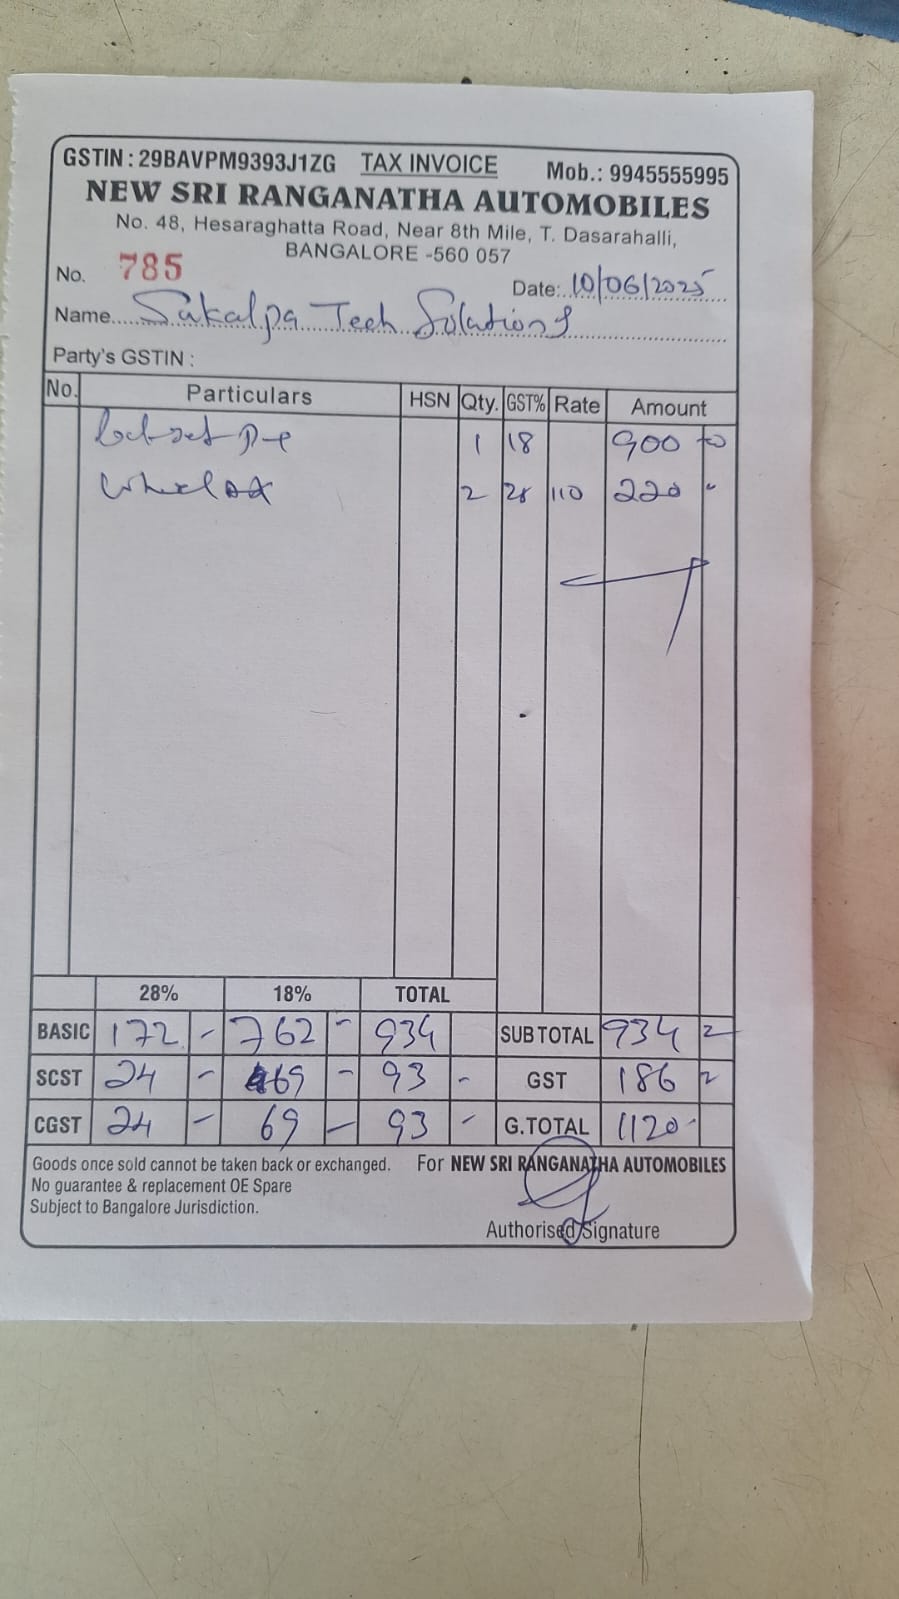 GSTIN : 29BAVPM9393J1ZG TAX INVOICE Mob.: 9945555995
NEW SRI RANGANATHA AUTOMOBILES
No. 48, Hesaraghatta Road, Near 8th Mile, T. Dasarahalli,
BANGALORE -560 057
No. 785 Date: 10/06/2025
Name Sakalpa Tech Solutions
Party's GSTIN :
No. Particulars HSN Qty. GST% Rate Amount
1 18 900
2 28 110 220
28% 18% TOTAL
BASIC 172 - 762 - 934 SUB TOTAL 934
SCST 24 - 69 - 93 - GST 186
CGST 24 - 69 - 93 - G.TOTAL 1120-
Goods once sold cannot be taken back or exchanged. For NEW SRI RANGANATHA AUTOMOBILES
No guarantee & replacement OE Spare
Subject to Bangalore Jurisdiction.
Authorised Signature